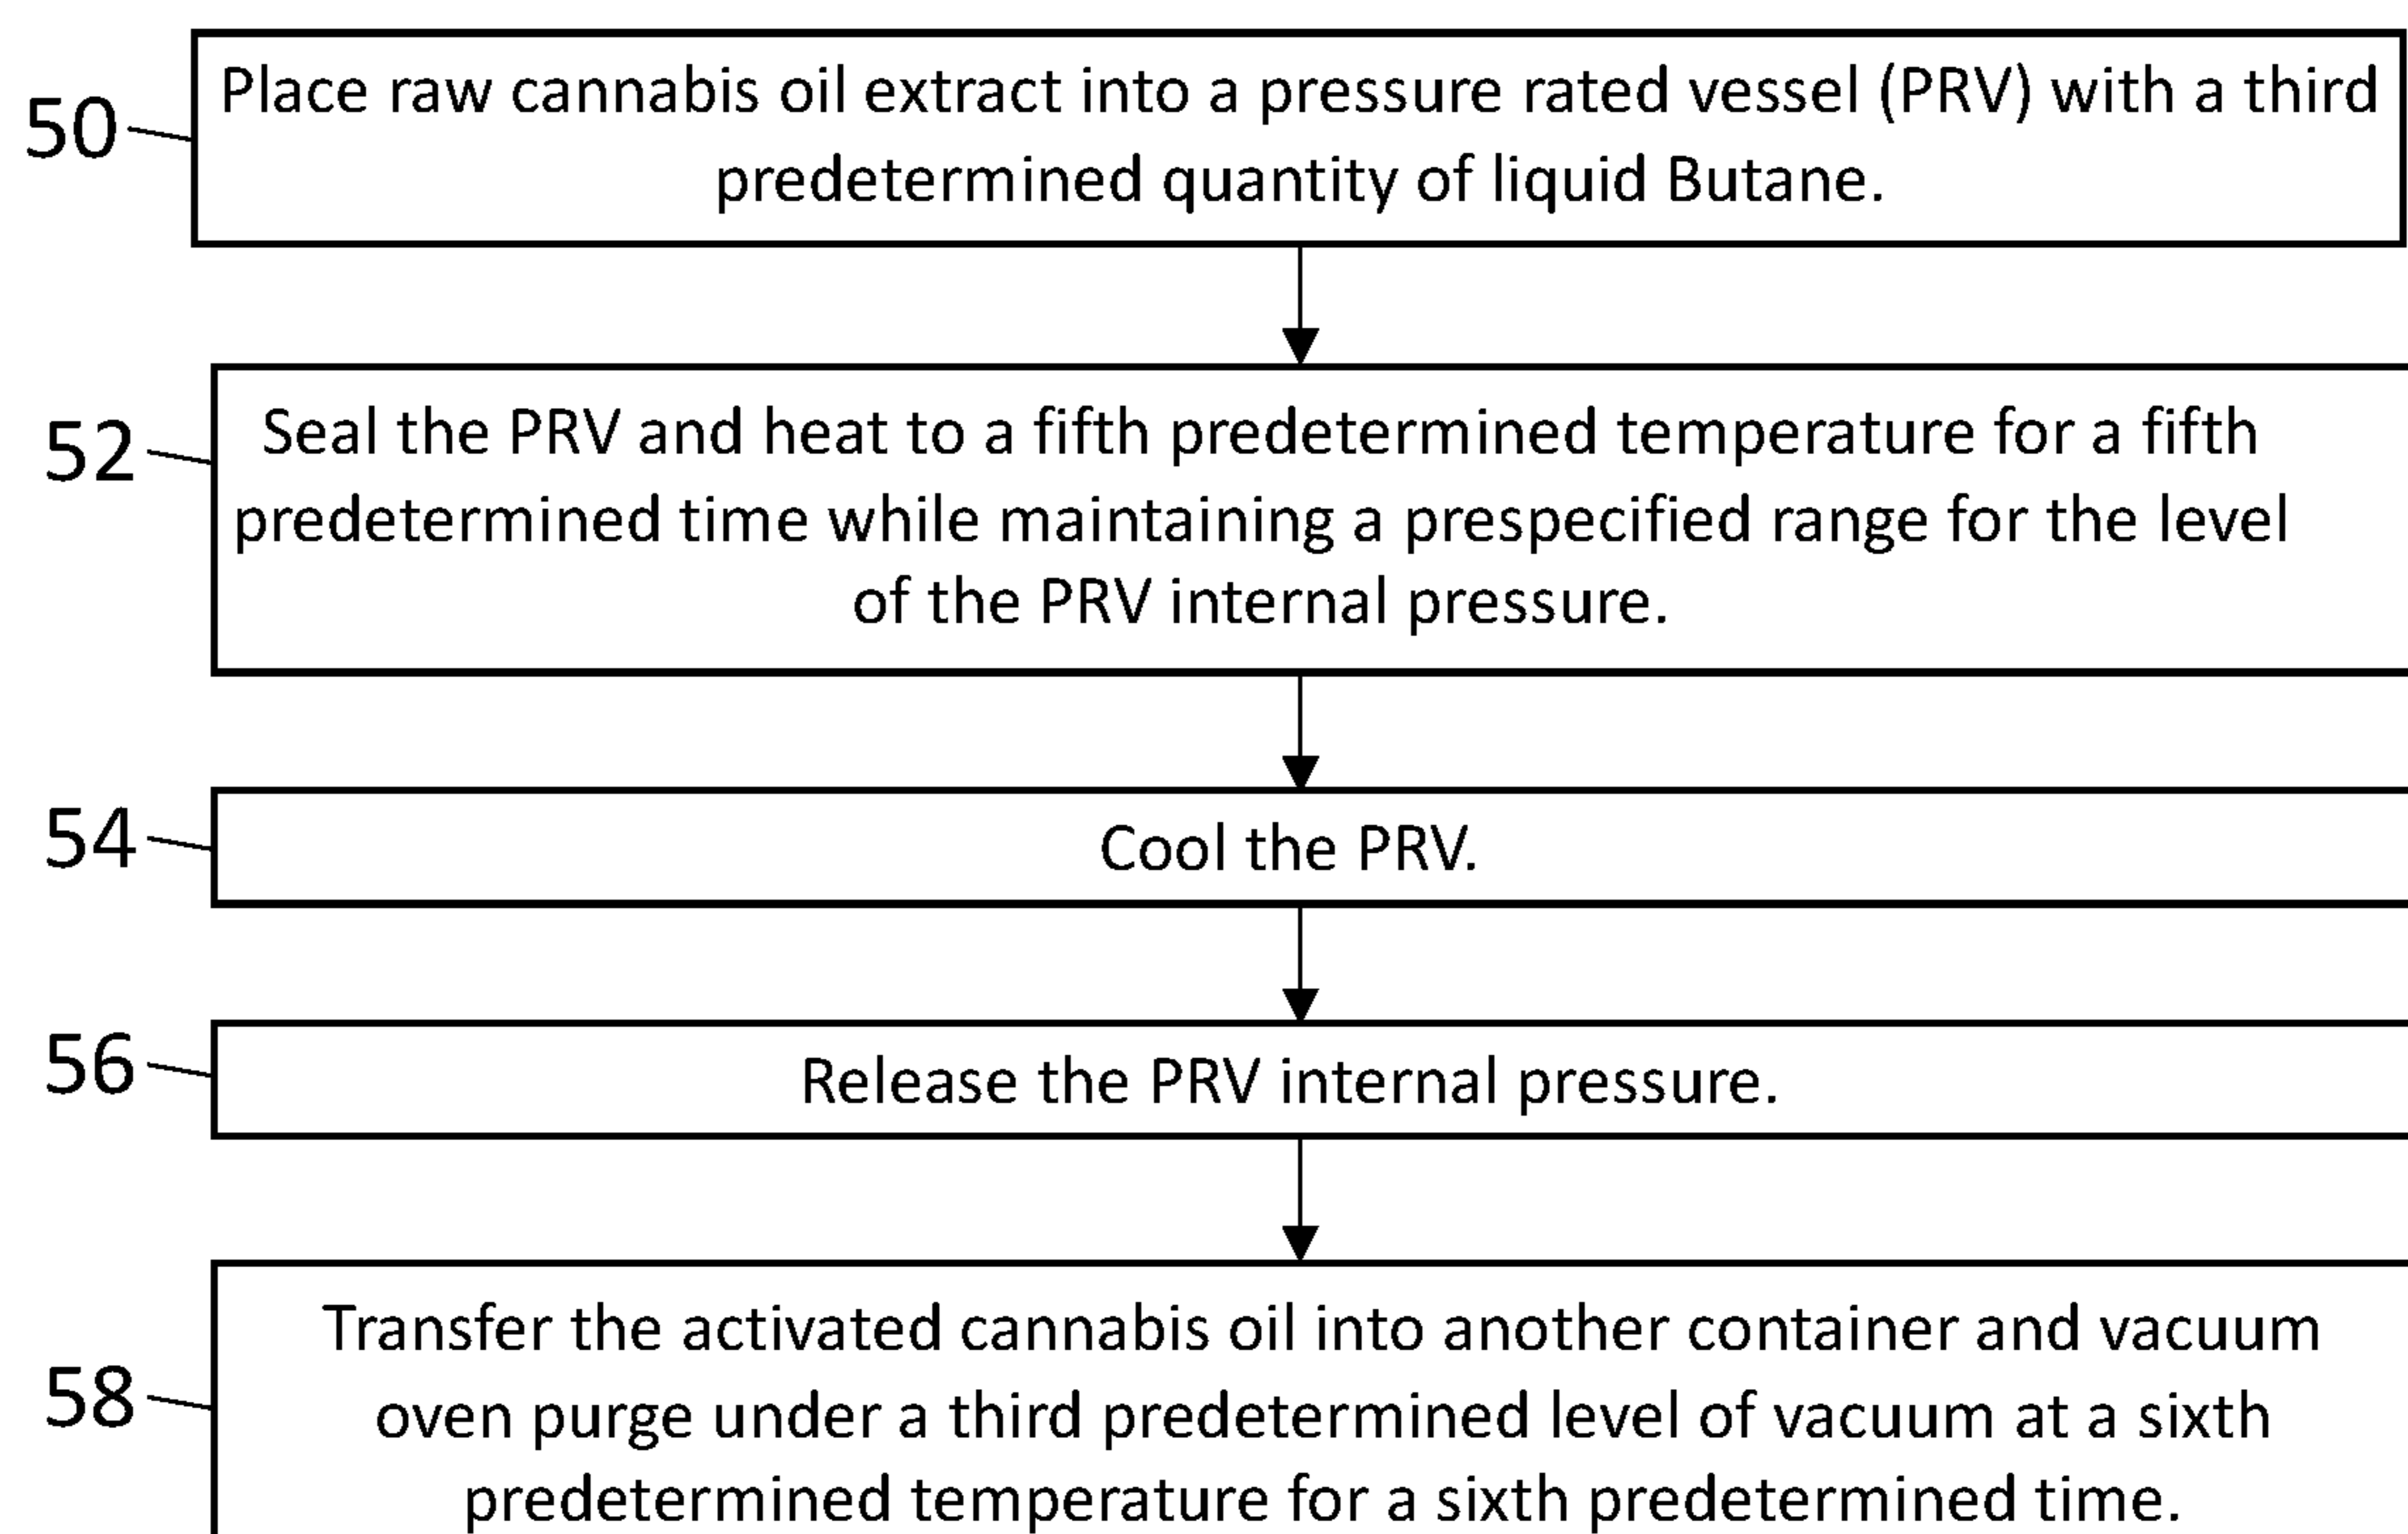 50
Place raw cannabis oil extract into a pressure rated vessel (PRV) with a third
predetermined quantity of liquid Butane.
52
Seal the PRV and heat to a fifth predetermined temperature for a fifth
predetermined time while maintaining a prespecified range for the level
of the PRV internal pressure.
54
Cool the PRV.
56
Release the PRV internal pressure.
58
Transfer the activated cannabis oil into another container and vacuum
oven purge under a third predetermined level of vacuum at a sixth
predetermined temperature for a sixth predetermined time.